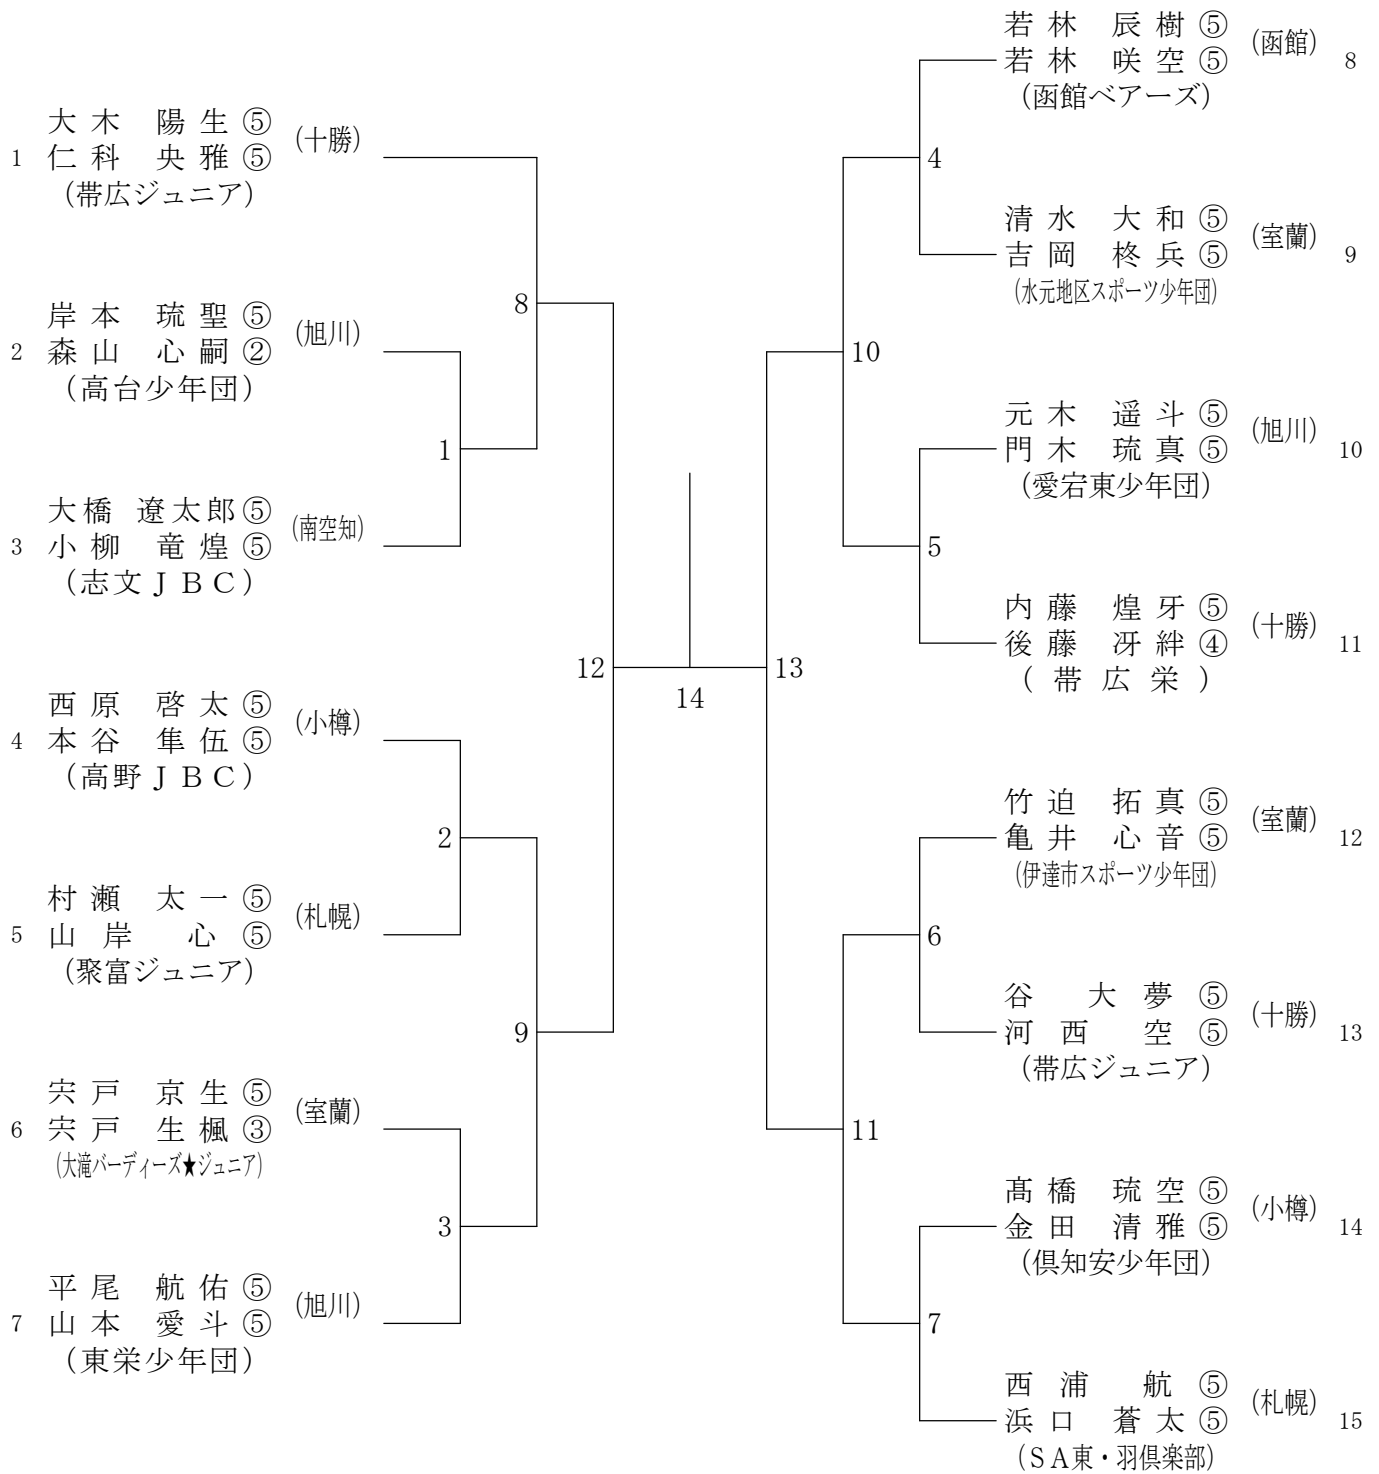 大木 陽生⑤
1 仁科 央雅⑤ (十勝)
(帯広ジュニア)
岸本 琉聖⑤
2 森山 心嗣② (旭川)
(高台少年団)
大橋 遼太郎⑤
3 小柳 竜煌⑤ (南空知)
(志文ＪＢＣ)
西原 啓太⑤
4 本谷 隼伍⑤ (小樽)
(高野ＪＢＣ)
村瀬 太一⑤
5 山岸 心⑤ (札幌)
(聚富ジュニア)
宍戸 京生⑤
6 宍戸 生楓③ (室蘭)
(大滝バーディーズ★ジュニア)
平尾 航佑⑤
7 山本 愛斗⑤ (旭川)
(東栄少年団)
8
1
2
9
3
12
14
13
4
10
5
6
11
7
若林 辰樹⑤
若林 咲空⑤ (函館) 8
(函館ベアーズ)
清水 大和⑤
吉岡 柊兵⑤ (室蘭) 9
(水元地区スポーツ少年団)
元木 遥斗⑤
門木 琉真⑤ (旭川) 10
(愛宕東少年団)
内藤 煌牙⑤
後藤 冴絆④ (十勝) 11
(帯広栄)
竹迫 拓真⑤
亀井 心音⑤ (室蘭) 12
(伊達市スポーツ少年団)
谷 大夢⑤
河西 空⑤ (十勝) 13
(帯広ジュニア)
髙橋 琉空⑤
金田 清雅⑤ (小樽) 14
(倶知安少年団)
西浦 航⑤
浜口 蒼太⑤ (札幌) 15
(ＳＡ東・羽倶楽部)